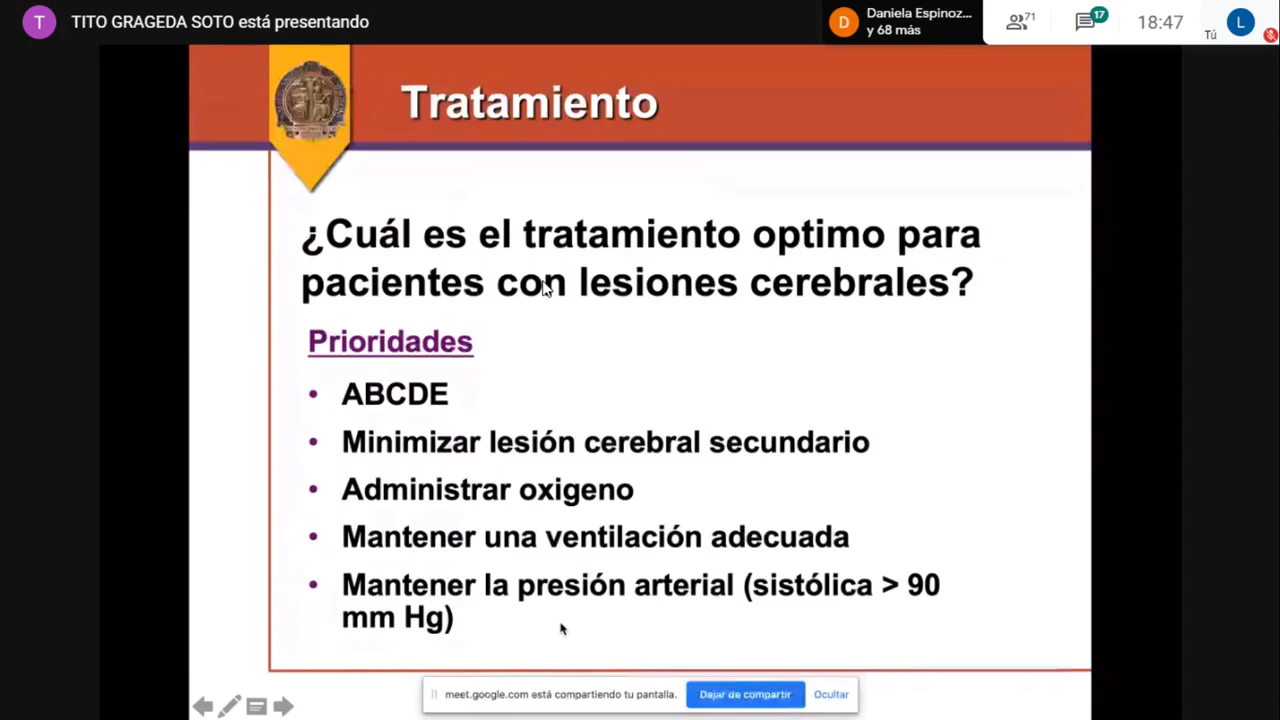 T
TITO GRAGEDA SOTO está presentando
D
Daniela Espinoz...
y 68 más
71
17
18:47
Tú
L
Tratamiento
¿Cuál es el tratamiento optimo para
pacientes con lesiones cerebrales?
Prioridades
• ABCDE
• Minimizar lesión cerebral secundario
• Administrar oxigeno
• Mantener una ventilación adecuada
• Mantener la presión arterial (sistólica > 90
mm Hg)
meet.google.com está compartiendo tu pantalla.
Dejar de compartir
Ocultar